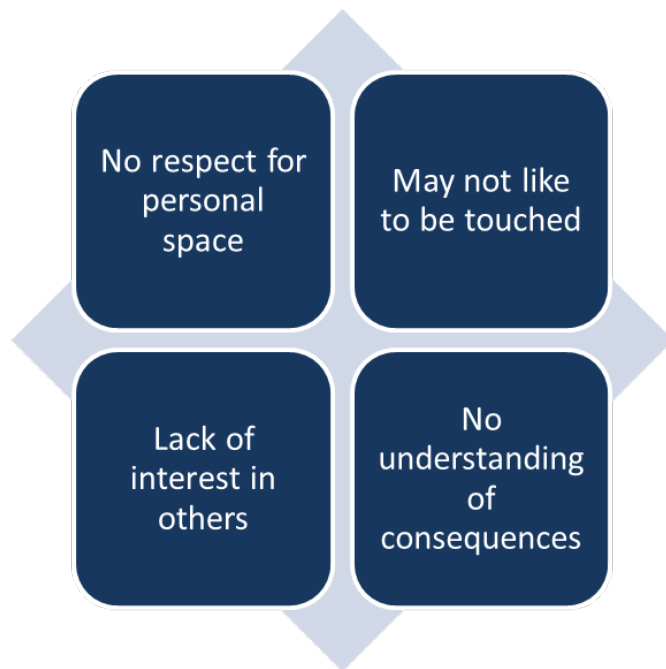 No respect for
personal
space
May not like
to be touched
Lack of
interest in
others
No
understanding
of
consequences